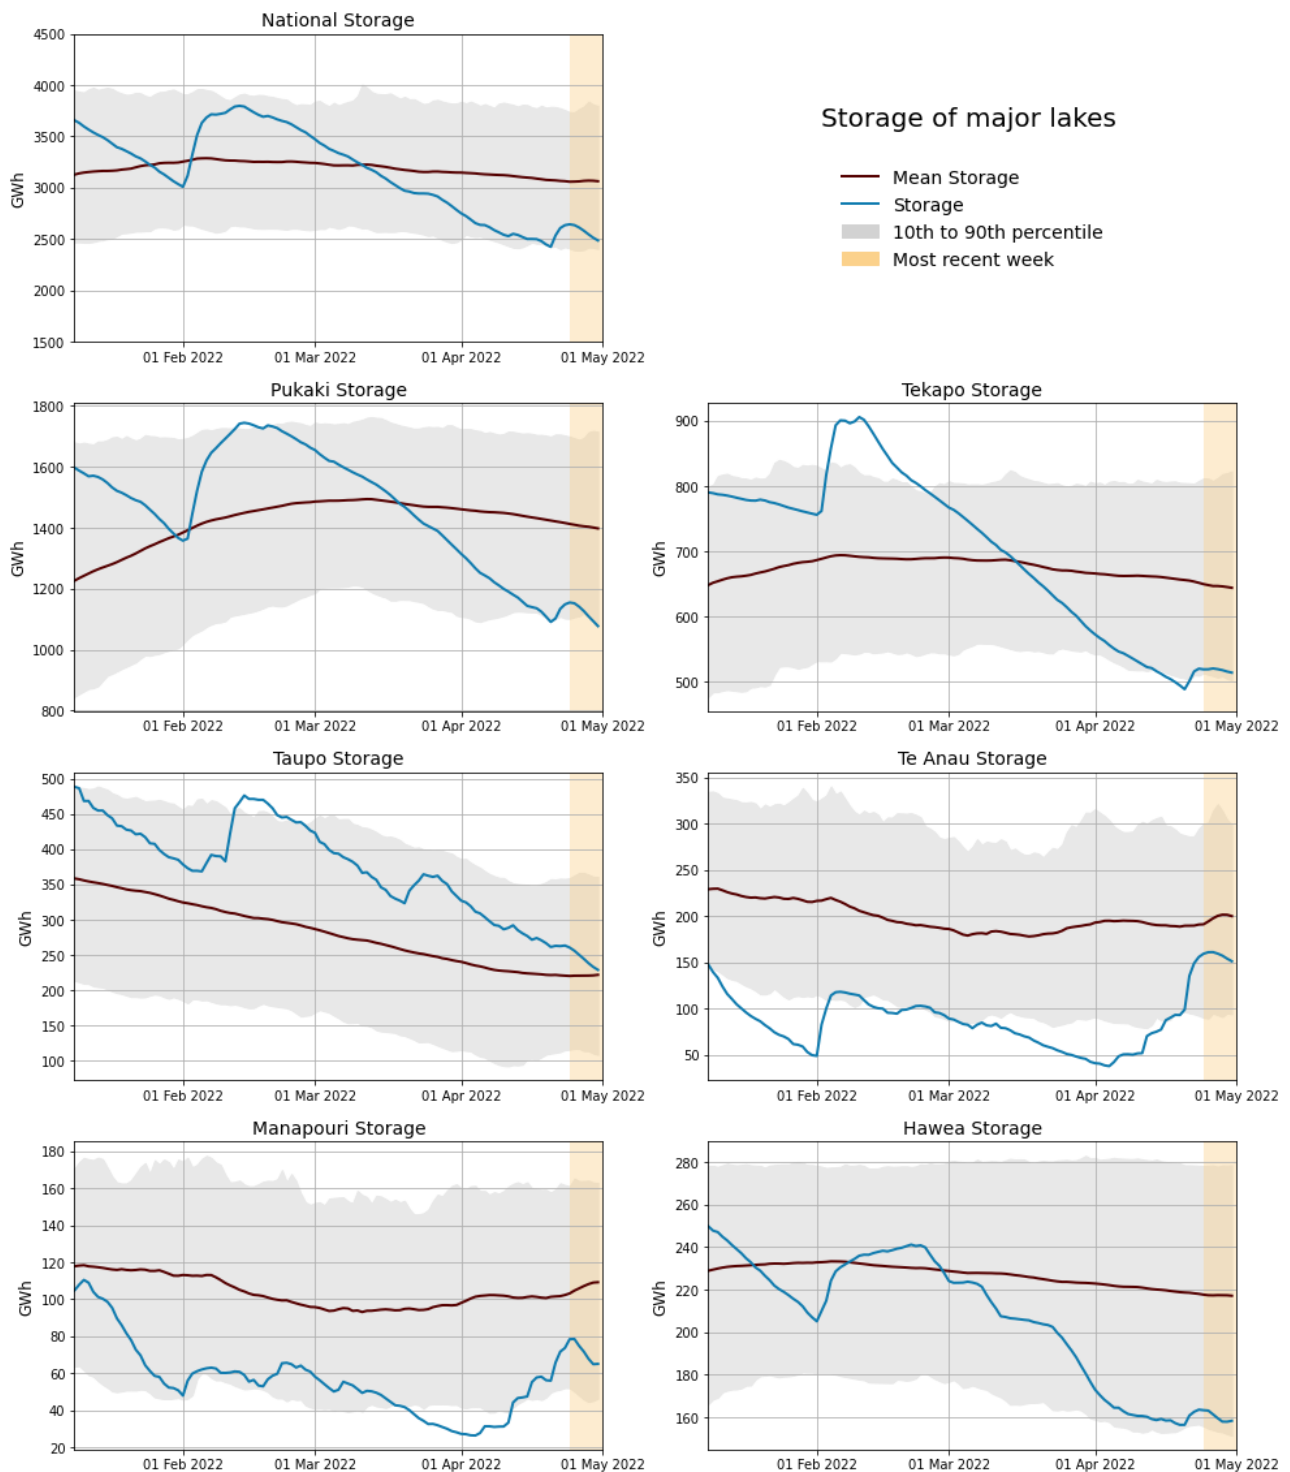 National Storage
4500
4000
3500
3000
2500
2000
1500
GWh
01 Feb 2022 01 Mar 2022 01 Apr 2022 01 May 2022
Storage of major lakes
Mean Storage
Storage
10th to 90th percentile
Most recent week
Pukaki Storage
1800
1600
1400
1200
1000
800
GWh
01 Feb 2022 01 Mar 2022 01 Apr 2022 01 May 2022
Tekapo Storage
900
800
700
600
500
GWh
01 Feb 2022 01 Mar 2022 01 Apr 2022 01 May 2022
Taupo Storage
500
450
400
350
300
250
200
150
100
GWh
01 Feb 2022 01 Mar 2022 01 Apr 2022 01 May 2022
Te Anau Storage
350
300
250
200
150
100
50
GWh
01 Feb 2022 01 Mar 2022 01 Apr 2022 01 May 2022
Manapouri Storage
180
160
140
120
100
80
60
40
20
GWh
01 Feb 2022 01 Mar 2022 01 Apr 2022 01 May 2022
Hawea Storage
280
260
240
220
200
180
160
GWh
01 Feb 2022 01 Mar 2022 01 Apr 2022 01 May 2022